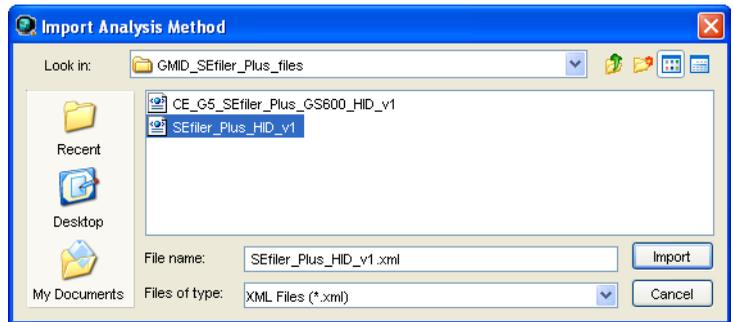 Import Analysis Method
Look in: GMID_SEfiler_Plus_files
CE_G5_SEfiler_Plus_GS600_HID_v1
SEfiler_Plus_HID_v1
Recent
Desktop
My Documents
File name: SEfiler_Plus_HID_v1.xml Import
Files of type: XML Files (*.xml) Cancel